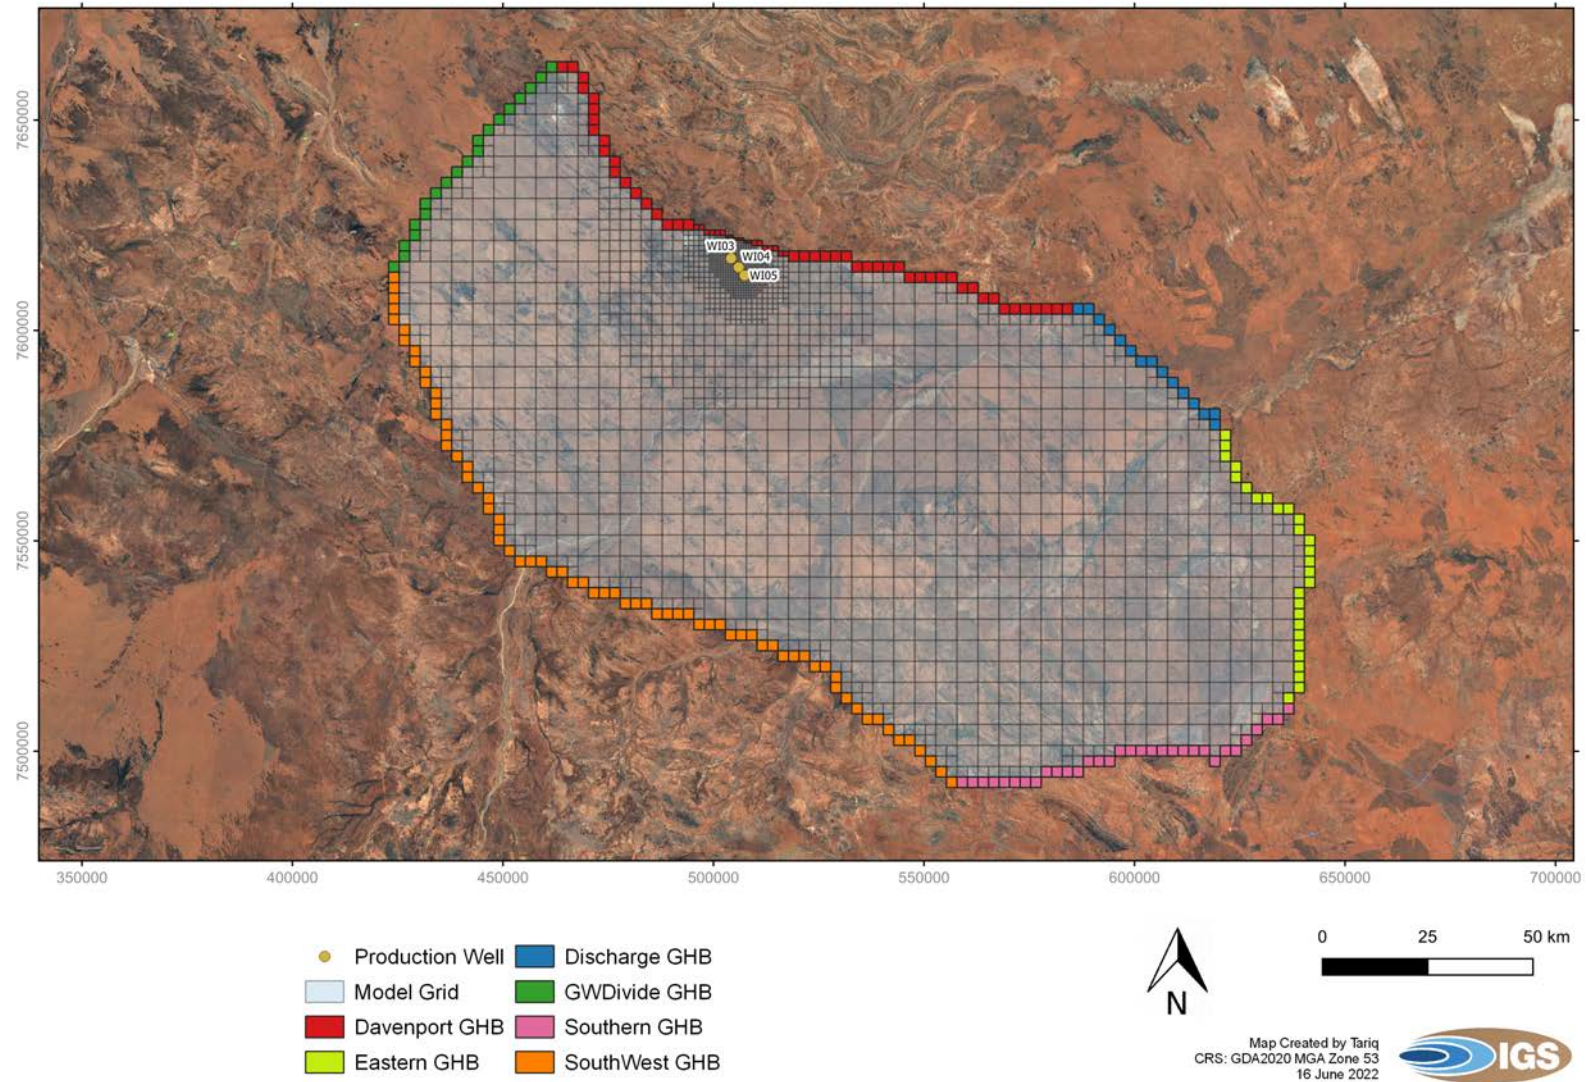 7650000
7600000
7550000
7500000
WI03
WI04
WI05
350000 400000 450000 500000 550000 600000 650000 700000
Production Well
Model Grid
Davenport GHB
Eastern GHB
Discharge GHB
GWDivide GHB
Southern GHB
SouthWest GHB
N
0 25 50 km
Map Created by Tariq
CRS: GDA2020 MGA Zone 53
16 June 2022
IGS